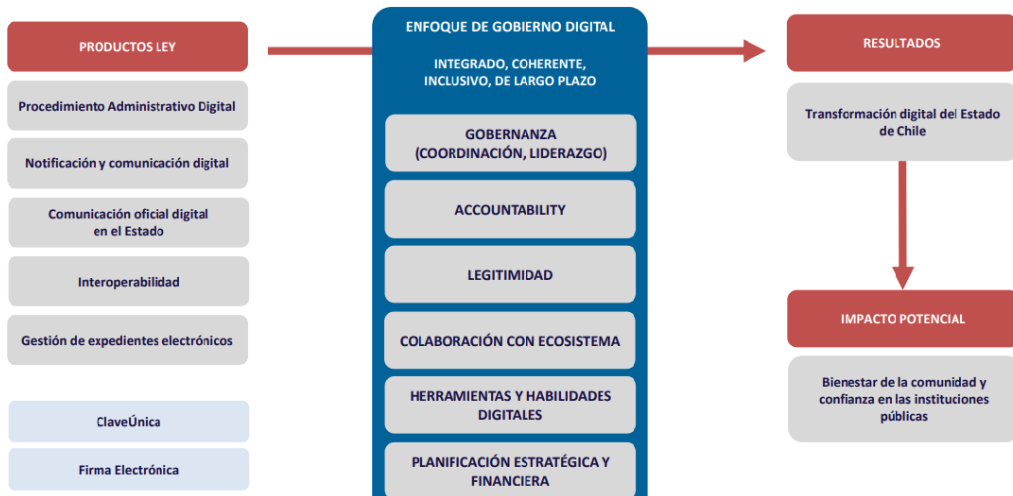 PRODUCTOS LEY
Procedimiento Administrativo Digital
Notificación y comunicación digital
Comunicación oficial digital
en el Estado
Interoperabilidad
Gestión de expedientes electrónicos
ClaveÚnica
Firma Electrónica
ENFOQUE DE GOBIERNO DIGITAL
INTEGRADO, COHERENTE,
INCLUSIVO, DE LARGO PLAZO
GOBERNANZA
(COORDINACIÓN, LIDERAZGO)
ACCOUNTABILITY
LEGITIMIDAD
COLABORACIÓN CON ECOSISTEMA
HERRAMIENTAS Y HABILIDADES
DIGITALES
PLANIFICACIÓN ESTRATÉGICA Y
FINANCIERA
RESULTADOS
Transformación digital del Estado
de Chile
IMPACTO POTENCIAL
Bienestar de la comunidad y
confianza en las instituciones
públicas